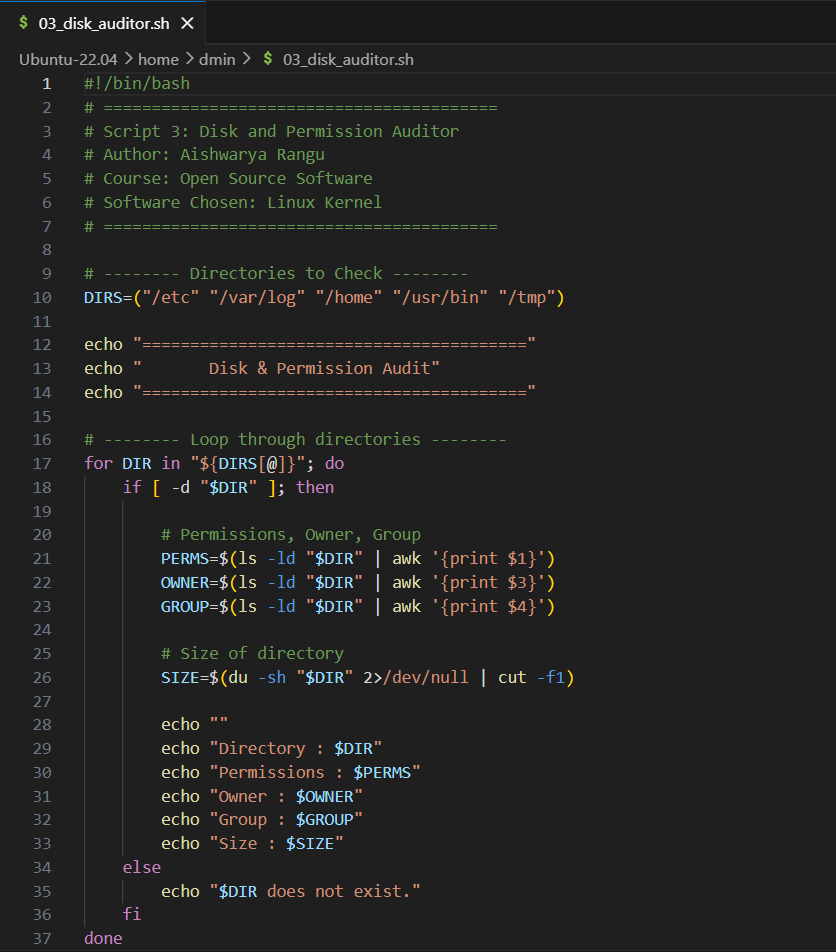 $ 03_disk_auditor.sh ×
Ubuntu-22.04 > home > dmin > $ 03_disk_auditor.sh
1 #!/bin/bash
2 # =========================================
3 # Script 3: Disk and Permission Auditor
4 # Author: Aishwarya Rangu
5 # Course: Open Source Software
6 # Software Chosen: Linux Kernel
7 # =========================================
8
9 # -------- Directories to Check --------
10 DIRS=("/etc" "/var/log" "/home" "/usr/bin" "/tmp")
11
12 echo "========================================"
13 echo "       Disk & Permission Audit"
14 echo "========================================"
15
16 # -------- Loop through directories --------
17 for DIR in "${DIRS[@]}"; do
18     if [ -d "$DIR" ]; then
19
20         # Permissions, Owner, Group
21         PERMS=$(ls -ld "$DIR" | awk '{print $1}')
22         OWNER=$(ls -ld "$DIR" | awk '{print $3}')
23         GROUP=$(ls -ld "$DIR" | awk '{print $4}')
24
25         # Size of directory
26         SIZE=$(du -sh "$DIR" 2>/dev/null | cut -f1)
27
28         echo ""
29         echo "Directory : $DIR"
30         echo "Permissions : $PERMS"
31         echo "Owner : $OWNER"
32         echo "Group : $GROUP"
33         echo "Size : $SIZE"
34     else
35         echo "$DIR does not exist."
36     fi
37 done